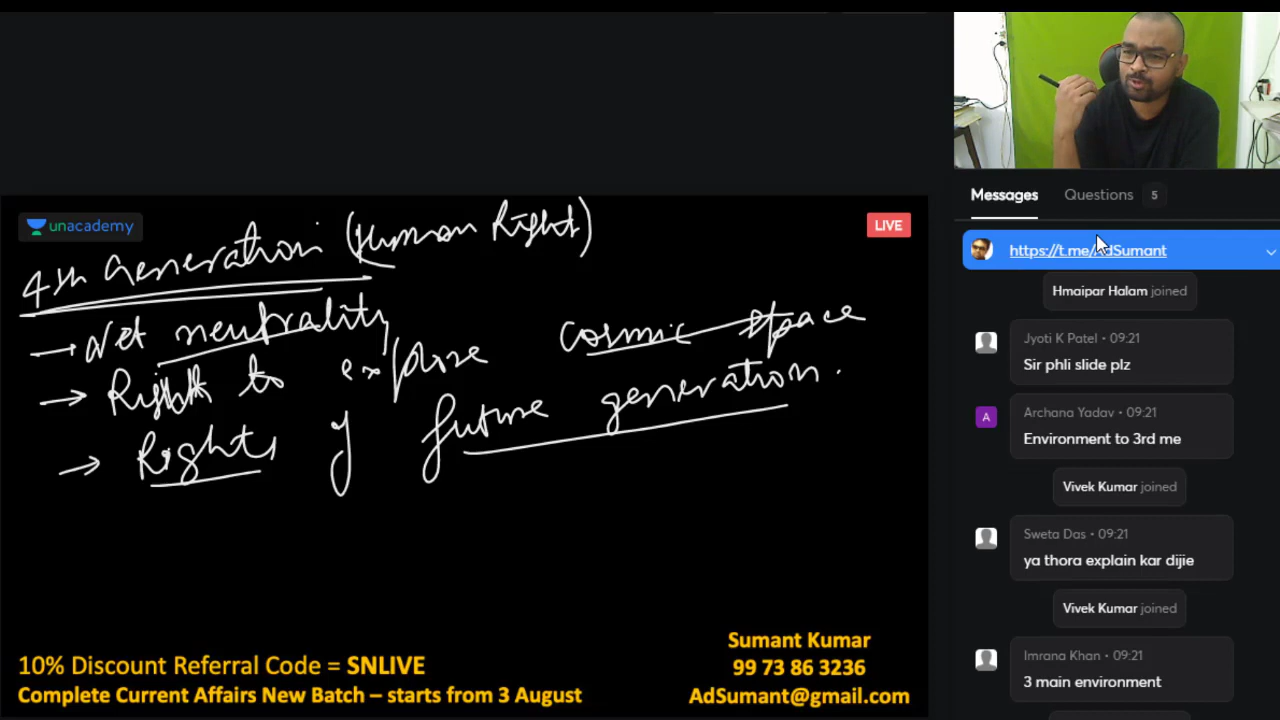 unacademy
LIVE
4th Generation (Human Right)
→ Net neutrality
→ Right to explore cosmic space
→ Rights of future generation.
10% Discount Referral Code = SNLIVE
Complete Current Affairs New Batch – starts from 3 August
Sumant Kumar
99 73 86 3236
AdSumant@gmail.com
Messages Questions 5
https://t.me/AdSumant
Hmaipar Halam joined
Jyoti K Patel • 09:21
Sir phli slide plz
A
Archana Yadav • 09:21
Environment to 3rd me
Vivek Kumar joined
Sweta Das • 09:21
ya thora explain kar dijie
Vivek Kumar joined
Imrana Khan • 09:21
3 main environment